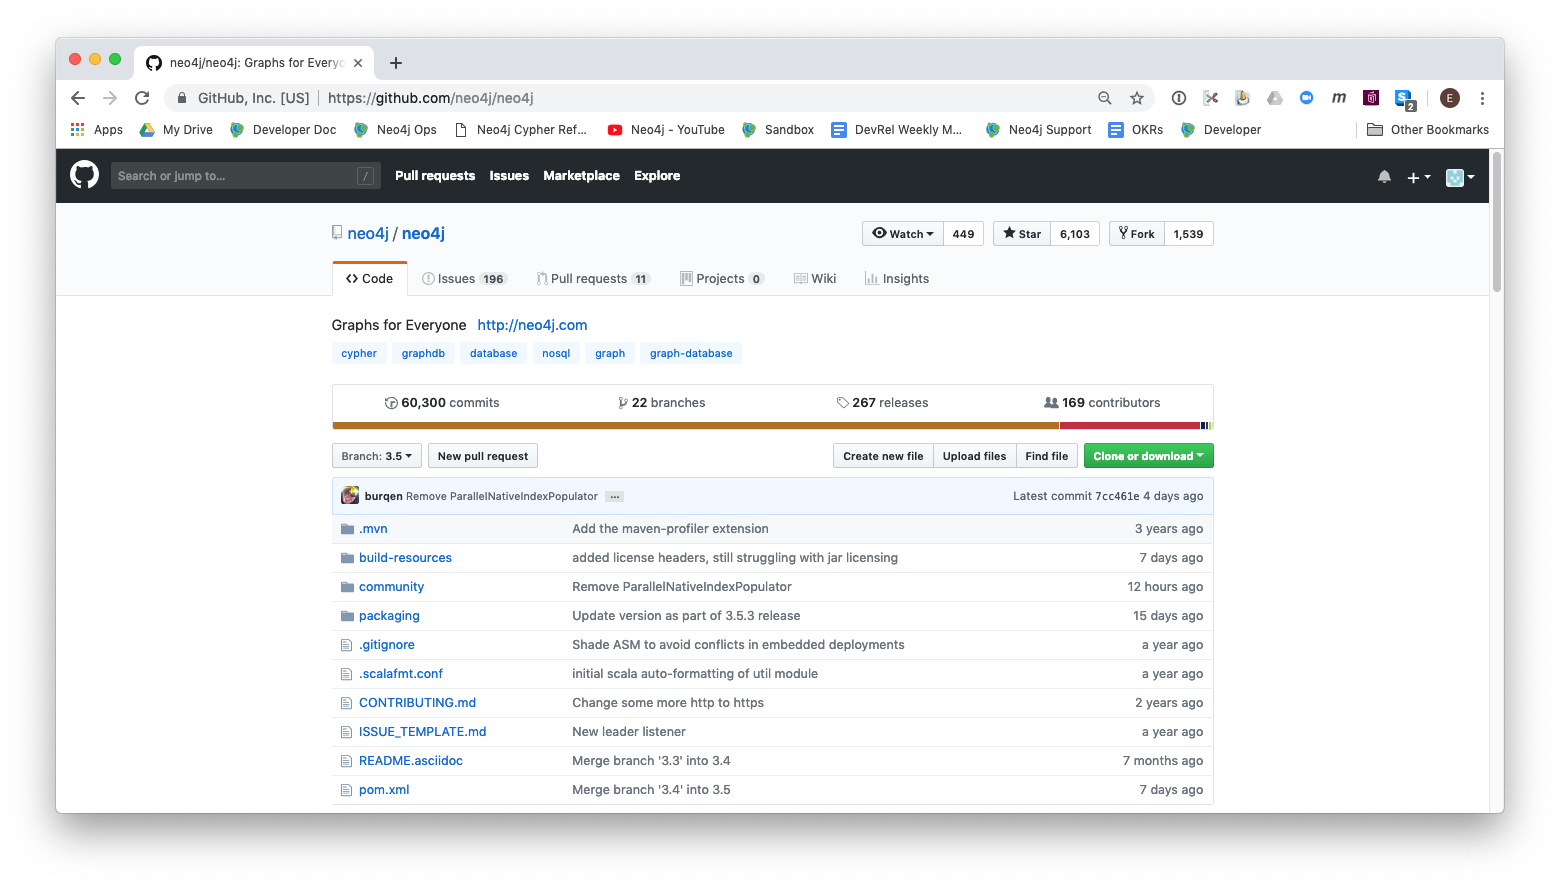 neo4j/neo4j: Graphs for Everyo
GitHub, Inc. [US] https://github.com/neo4j/neo4j
m 2 E
Apps My Drive Developer Doc Neo4j Ops Neo4j Cypher Ref... Neo4j - YouTube Sandbox DevRel Weekly M... Neo4j Support OKRs Developer Other Bookmarks
Search or jump to... / Pull requests Issues Marketplace Explore
neo4j / neo4j Watch 449 Star 6,103 Fork 1,539
Code Issues 196 Pull requests 11 Projects 0 Wiki Insights
Graphs for Everyone http://neo4j.com
cypher graphdb database nosql graph graph-database
60,300 commits 22 branches 267 releases 169 contributors
Branch: 3.5 New pull request Create new file Upload files Find file Clone or download
burqen Remove ParallelNativeIndexPopulator ... Latest commit 7cc461e 4 days ago
.mvn Add the maven-profiler extension 3 years ago
build-resources added license headers, still struggling with jar licensing 7 days ago
community Remove ParallelNativeIndexPopulator 12 hours ago
packaging Update version as part of 3.5.3 release 15 days ago
.gitignore Shade ASM to avoid conflicts in embedded deployments a year ago
.scalafmt.conf initial scala auto-formatting of util module a year ago
CONTRIBUTING.md Change some more http to https 2 years ago
ISSUE_TEMPLATE.md New leader listener a year ago
README.asciidoc Merge branch '3.3' into 3.4 7 months ago
pom.xml Merge branch '3.4' into 3.5 7 days ago